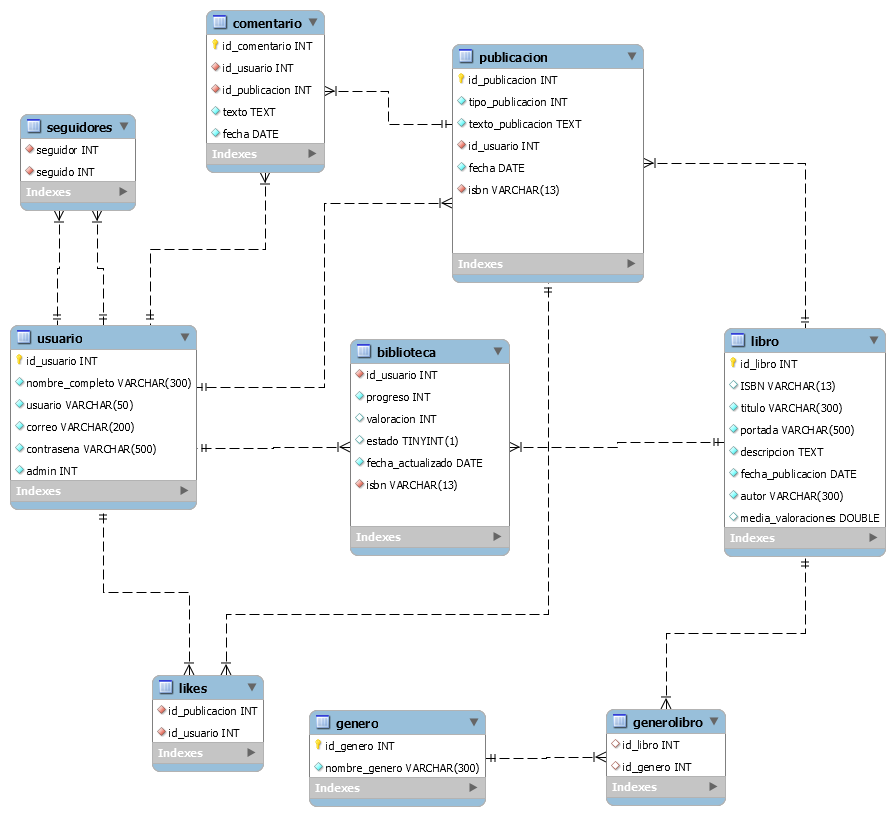 comentario
id_comentario INT
id_usuario INT
id_publicacion INT
texto TEXT
fecha DATE
Indexes
publicacion
id_publicacion INT
tipo_publicacion INT
texto_publicacion TEXT
id_usuario INT
fecha DATE
isbn VARCHAR(13)
Indexes
seguidores
seguidor INT
seguido INT
Indexes
usuario
id_usuario INT
nombre_completo VARCHAR(300)
usuario VARCHAR(50)
correo VARCHAR(200)
contrasena VARCHAR(500)
admin INT
Indexes
biblioteca
id_usuario INT
progreso INT
valoracion INT
estado TINYINT(1)
fecha_actualizado DATE
isbn VARCHAR(13)
Indexes
libro
id_libro INT
ISBN VARCHAR(13)
titulo VARCHAR(300)
portada VARCHAR(500)
descripcion TEXT
fecha_publicacion DATE
autor VARCHAR(300)
media_valoraciones DOUBLE
Indexes
likes
id_publicacion INT
id_usuario INT
Indexes
genero
id_genero INT
nombre_genero VARCHAR(300)
Indexes
generolibro
id_libro INT
id_genero INT
Indexes